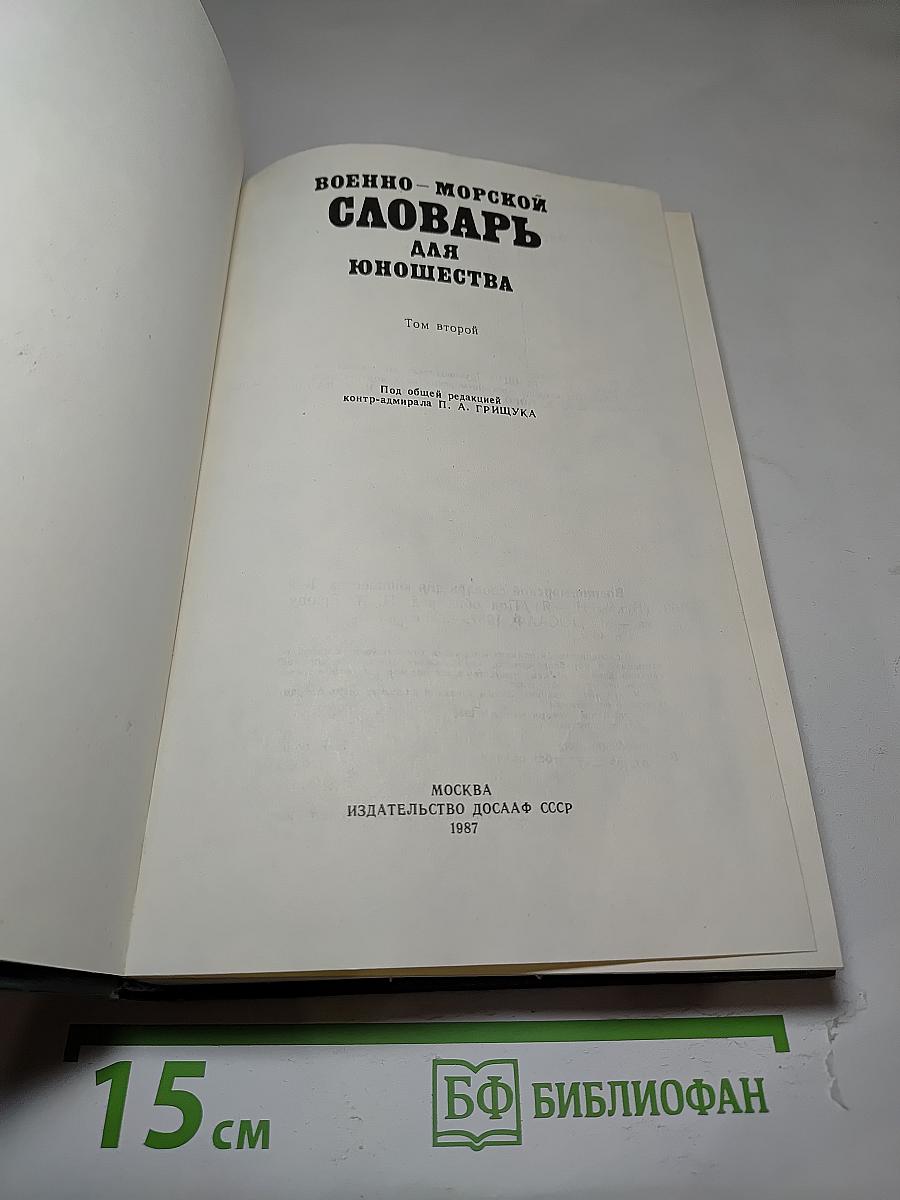 ВОЕННО–МОРСКОЙ
СЛОВАРЬ
ДЛЯ
ЮНОШЕСТВА
Том второй
Под общей редакцией
контр-адмирала П. А. ГРИЩУКА
МОСКВА
ИЗДАТЕЛЬСТВО ДОСААФ СССР
1987
15 см
БФ БИБЛИОФАН